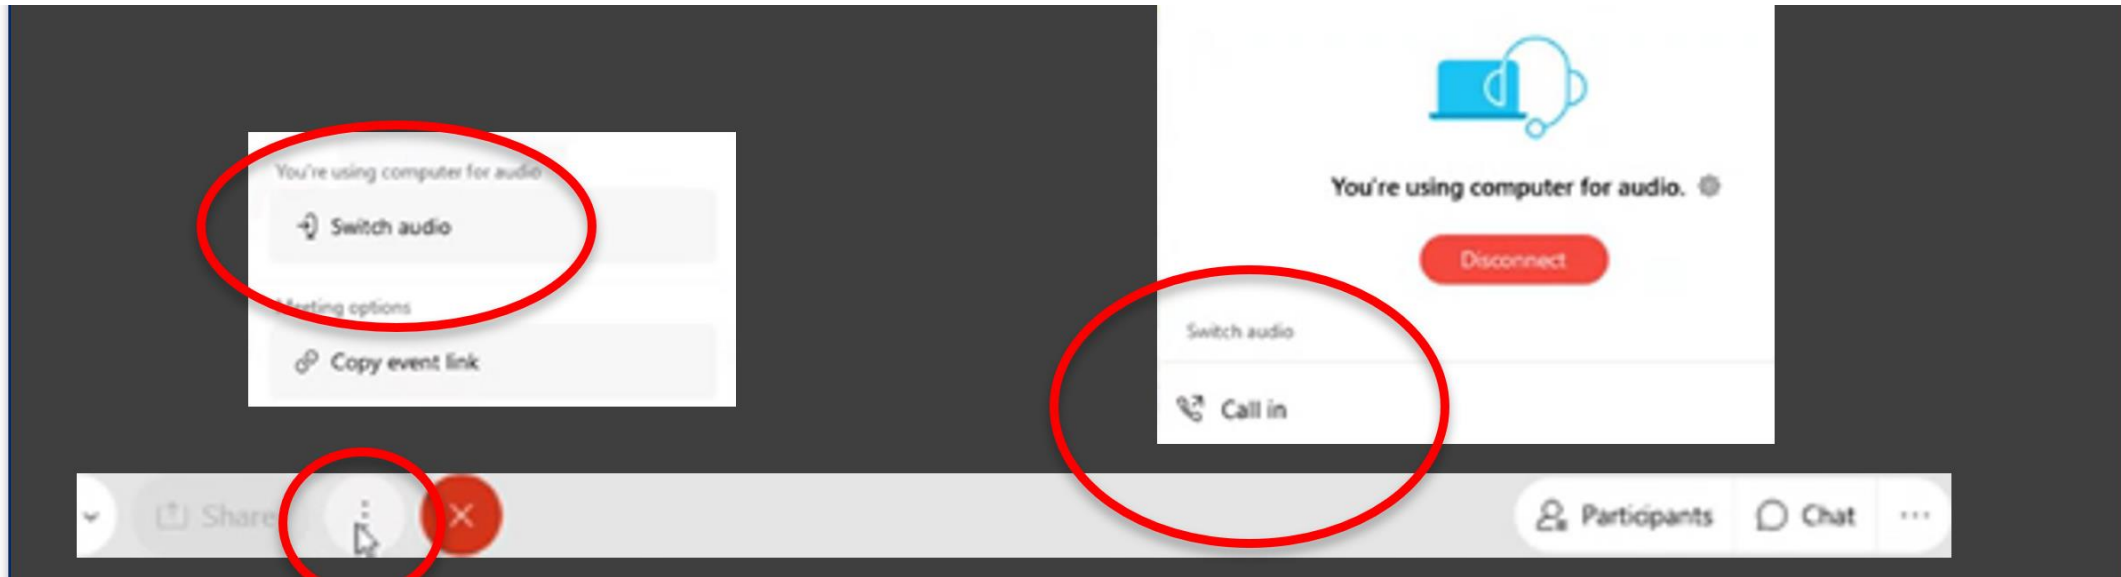 You're using computer for audio
Switch audio
Meeting options
Copy event link
You're using computer for audio.
Disconnect
Switch audio
Call in
Share
Participants
Chat